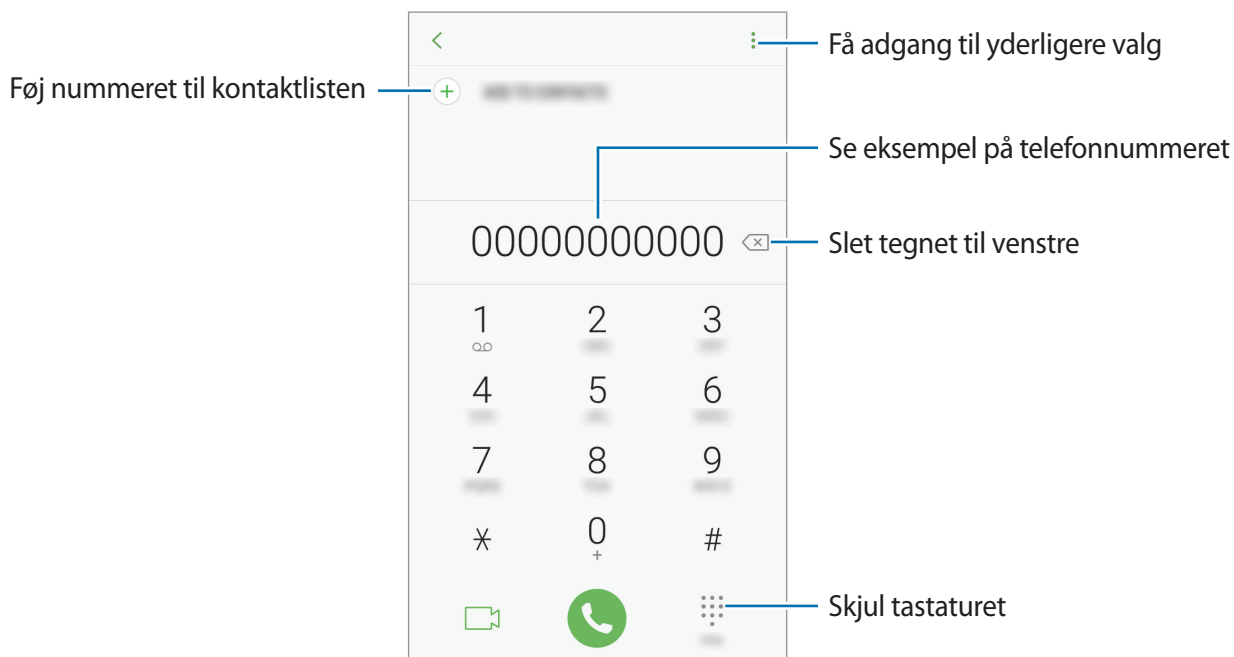 Få adgang til yderligere valg
Føj nummeret til kontaktlisten
Se eksempel på telefonnummeret
00000000000
Slet tegnet til venstre
1 2 3
4 5 6
7 8 9
* 0 #
+
Skjul tastaturet